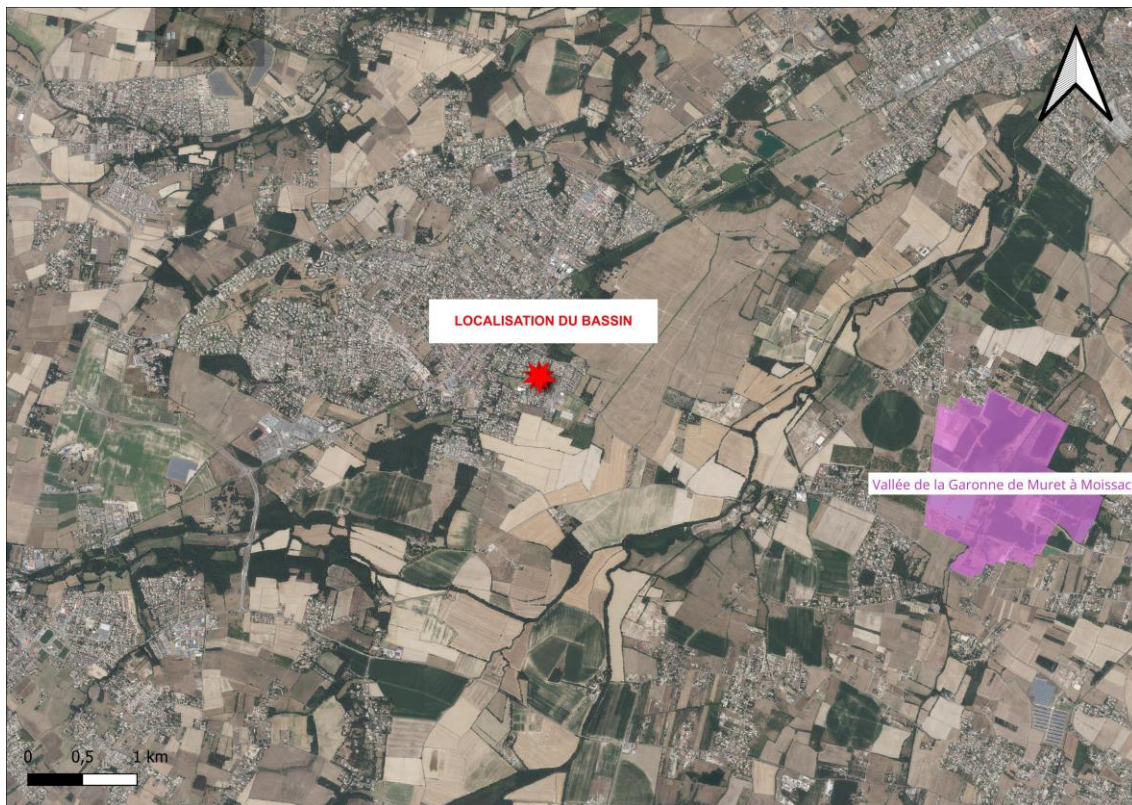 LOCALISATION DU BASSIN
Vallée de la Garonne de Muret à Moissac
0 0,5 1 km